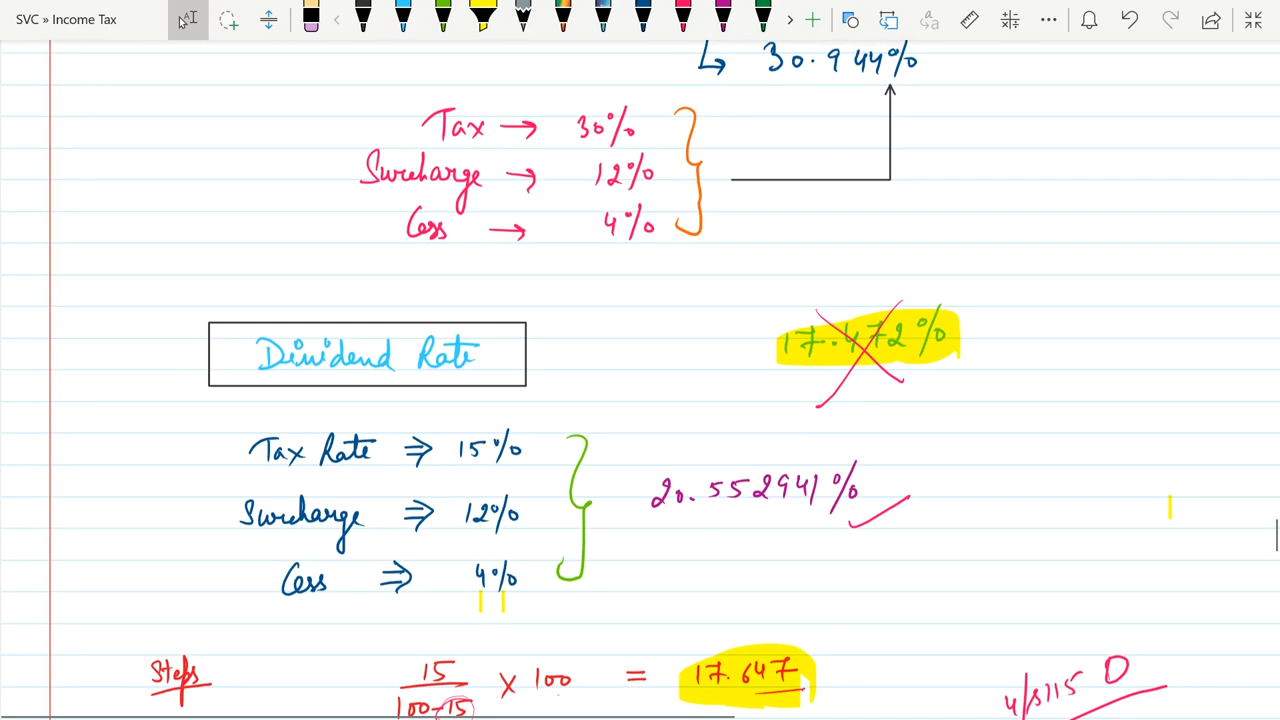 SVC » Income Tax
↳ 30.944%
Tax → 30%
Surcharge → 12%
Cess → 4%
Dividend Rate
17.472%
Tax Rate ⇒ 15%
Surcharge ⇒ 12%
Cess ⇒ 4%
20.552941%
Steps
15
100-15
× 100 = 17.647
115 O